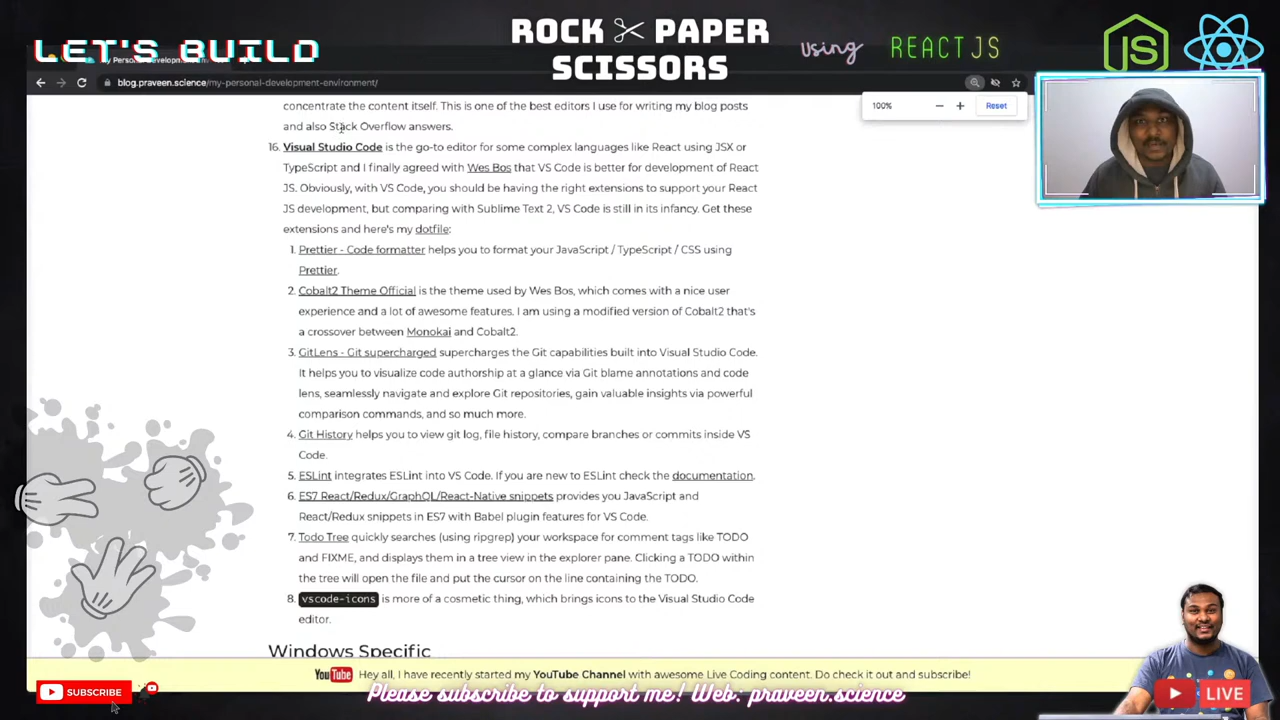 LET'S BUILD
ROCK PAPER
SCISSORS
using
REACTJS
JS
blog.praveen.science/my-personal-development-environment/
100%
Reset
concentrate the content itself. This is one of the best editors I use for writing my blog posts
and also Stack Overflow answers.
16. Visual Studio Code is the go-to editor for some complex languages like React using JSX or
TypeScript and I finally agreed with Wes Bos that VS Code is better for development of React
JS. Obviously, with VS Code, you should be having the right extensions to support your React
JS development, but comparing with Sublime Text 2, VS Code is still in its infancy. Get these
extensions and here's my dotfile:
1. Prettier - Code formatter helps you to format your JavaScript / TypeScript / CSS using
Prettier.
2. Cobalt2 Theme Official is the theme used by Wes Bos, which comes with a nice user
experience and a lot of awesome features. I am using a modified version of Cobalt2 that's
a crossover between Monokai and Cobalt2.
3. GitLens - Git supercharged supercharges the Git capabilities built into Visual Studio Code.
It helps you to visualize code authorship at a glance via Git blame annotations and code
lens, seamlessly navigate and explore Git repositories, gain valuable insights via powerful
comparison commands, and so much more.
4. Git History helps you to view git log, file history, compare branches or commits inside VS
Code.
5. ESLint integrates ESLint into VS Code. If you are new to ESLint check the documentation.
6. ES7 React/Redux/GraphQL/React-Native snippets provides you JavaScript and
React/Redux snippets in ES7 with Babel plugin features for VS Code.
7. Todo Tree quickly searches (using ripgrep) your workspace for comment tags like TODO
and FIXME, and displays them in a tree view in the explorer pane. Clicking a TODO within
the tree will open the file and put the cursor on the line containing the TODO.
8. vscode-icons is more of a cosmetic thing, which brings icons to the Visual Studio Code
editor.
Windows Specific
YouTube Hey all, I have recently started my YouTube Channel with awesome Live Coding content. Do check it out and subscribe!
SUBSCRIBE
Please subscribe to support me! Web: praveen.science
LIVE